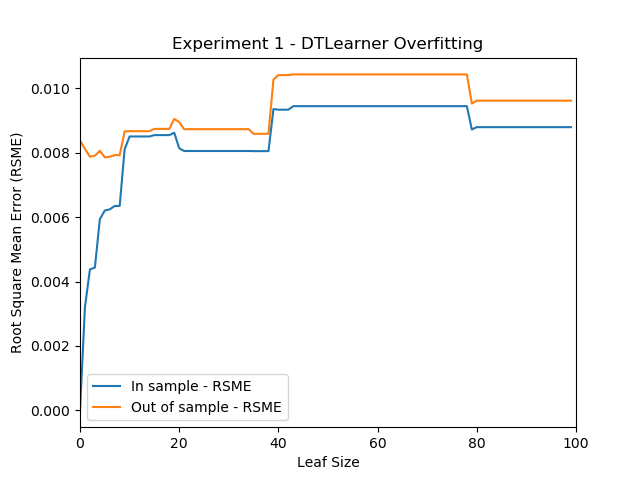 Experiment 1 - DTLearner Overfitting
Root Square Mean Error (RSME)
0.010
0.008
0.006
0.004
0.002
0.000
In sample - RSME
Out of sample - RSME
0 20 40 60 80 100
Leaf Size